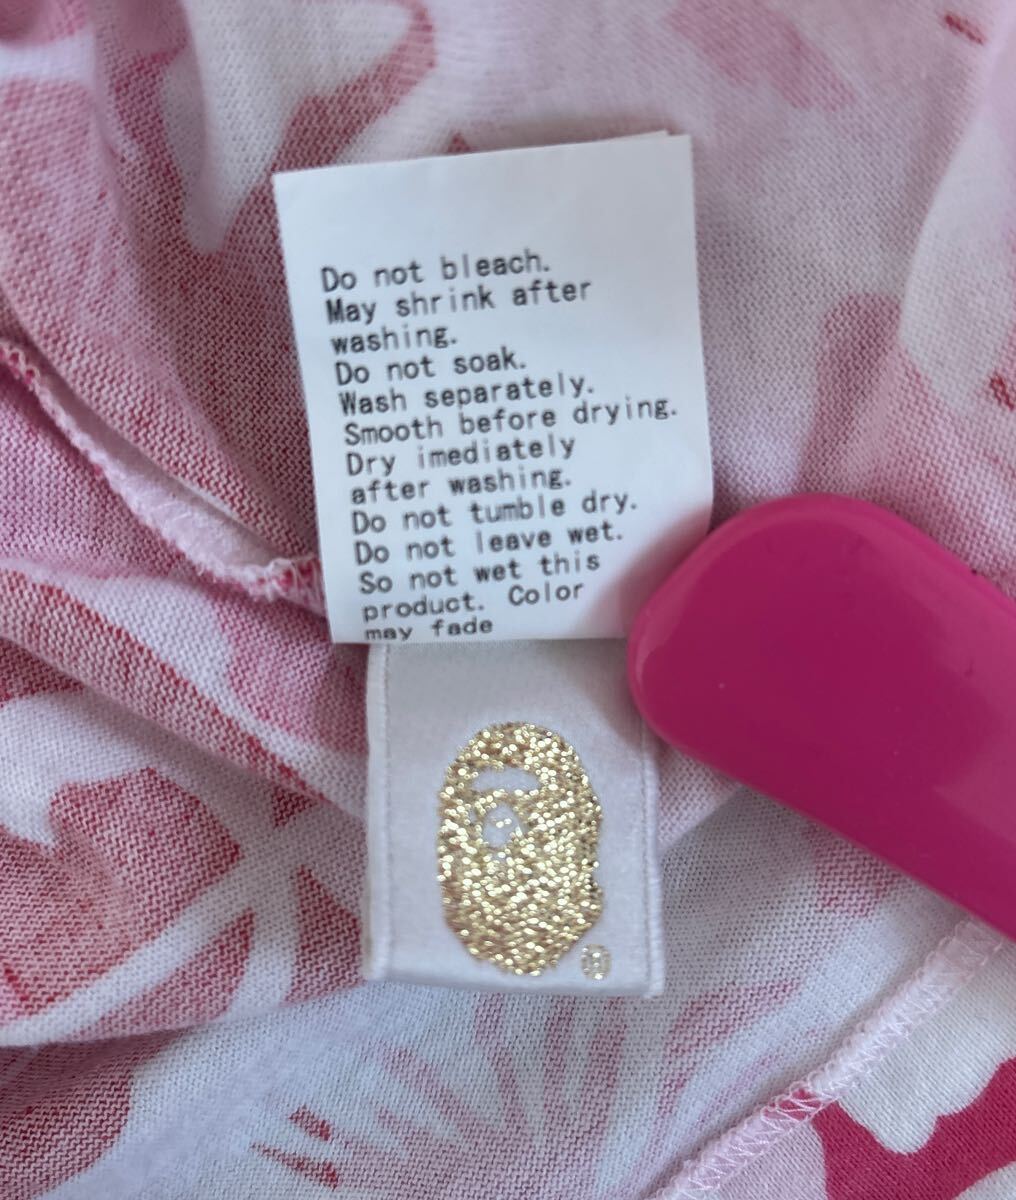 Do not bleach.
May shrink after
washing.
Do not soak.
Wash separately.
Smooth before drying.
Dry imediately
after washing.
Do not tumble dry.
Do not leave wet.
So not wet this
product. Color
may fade